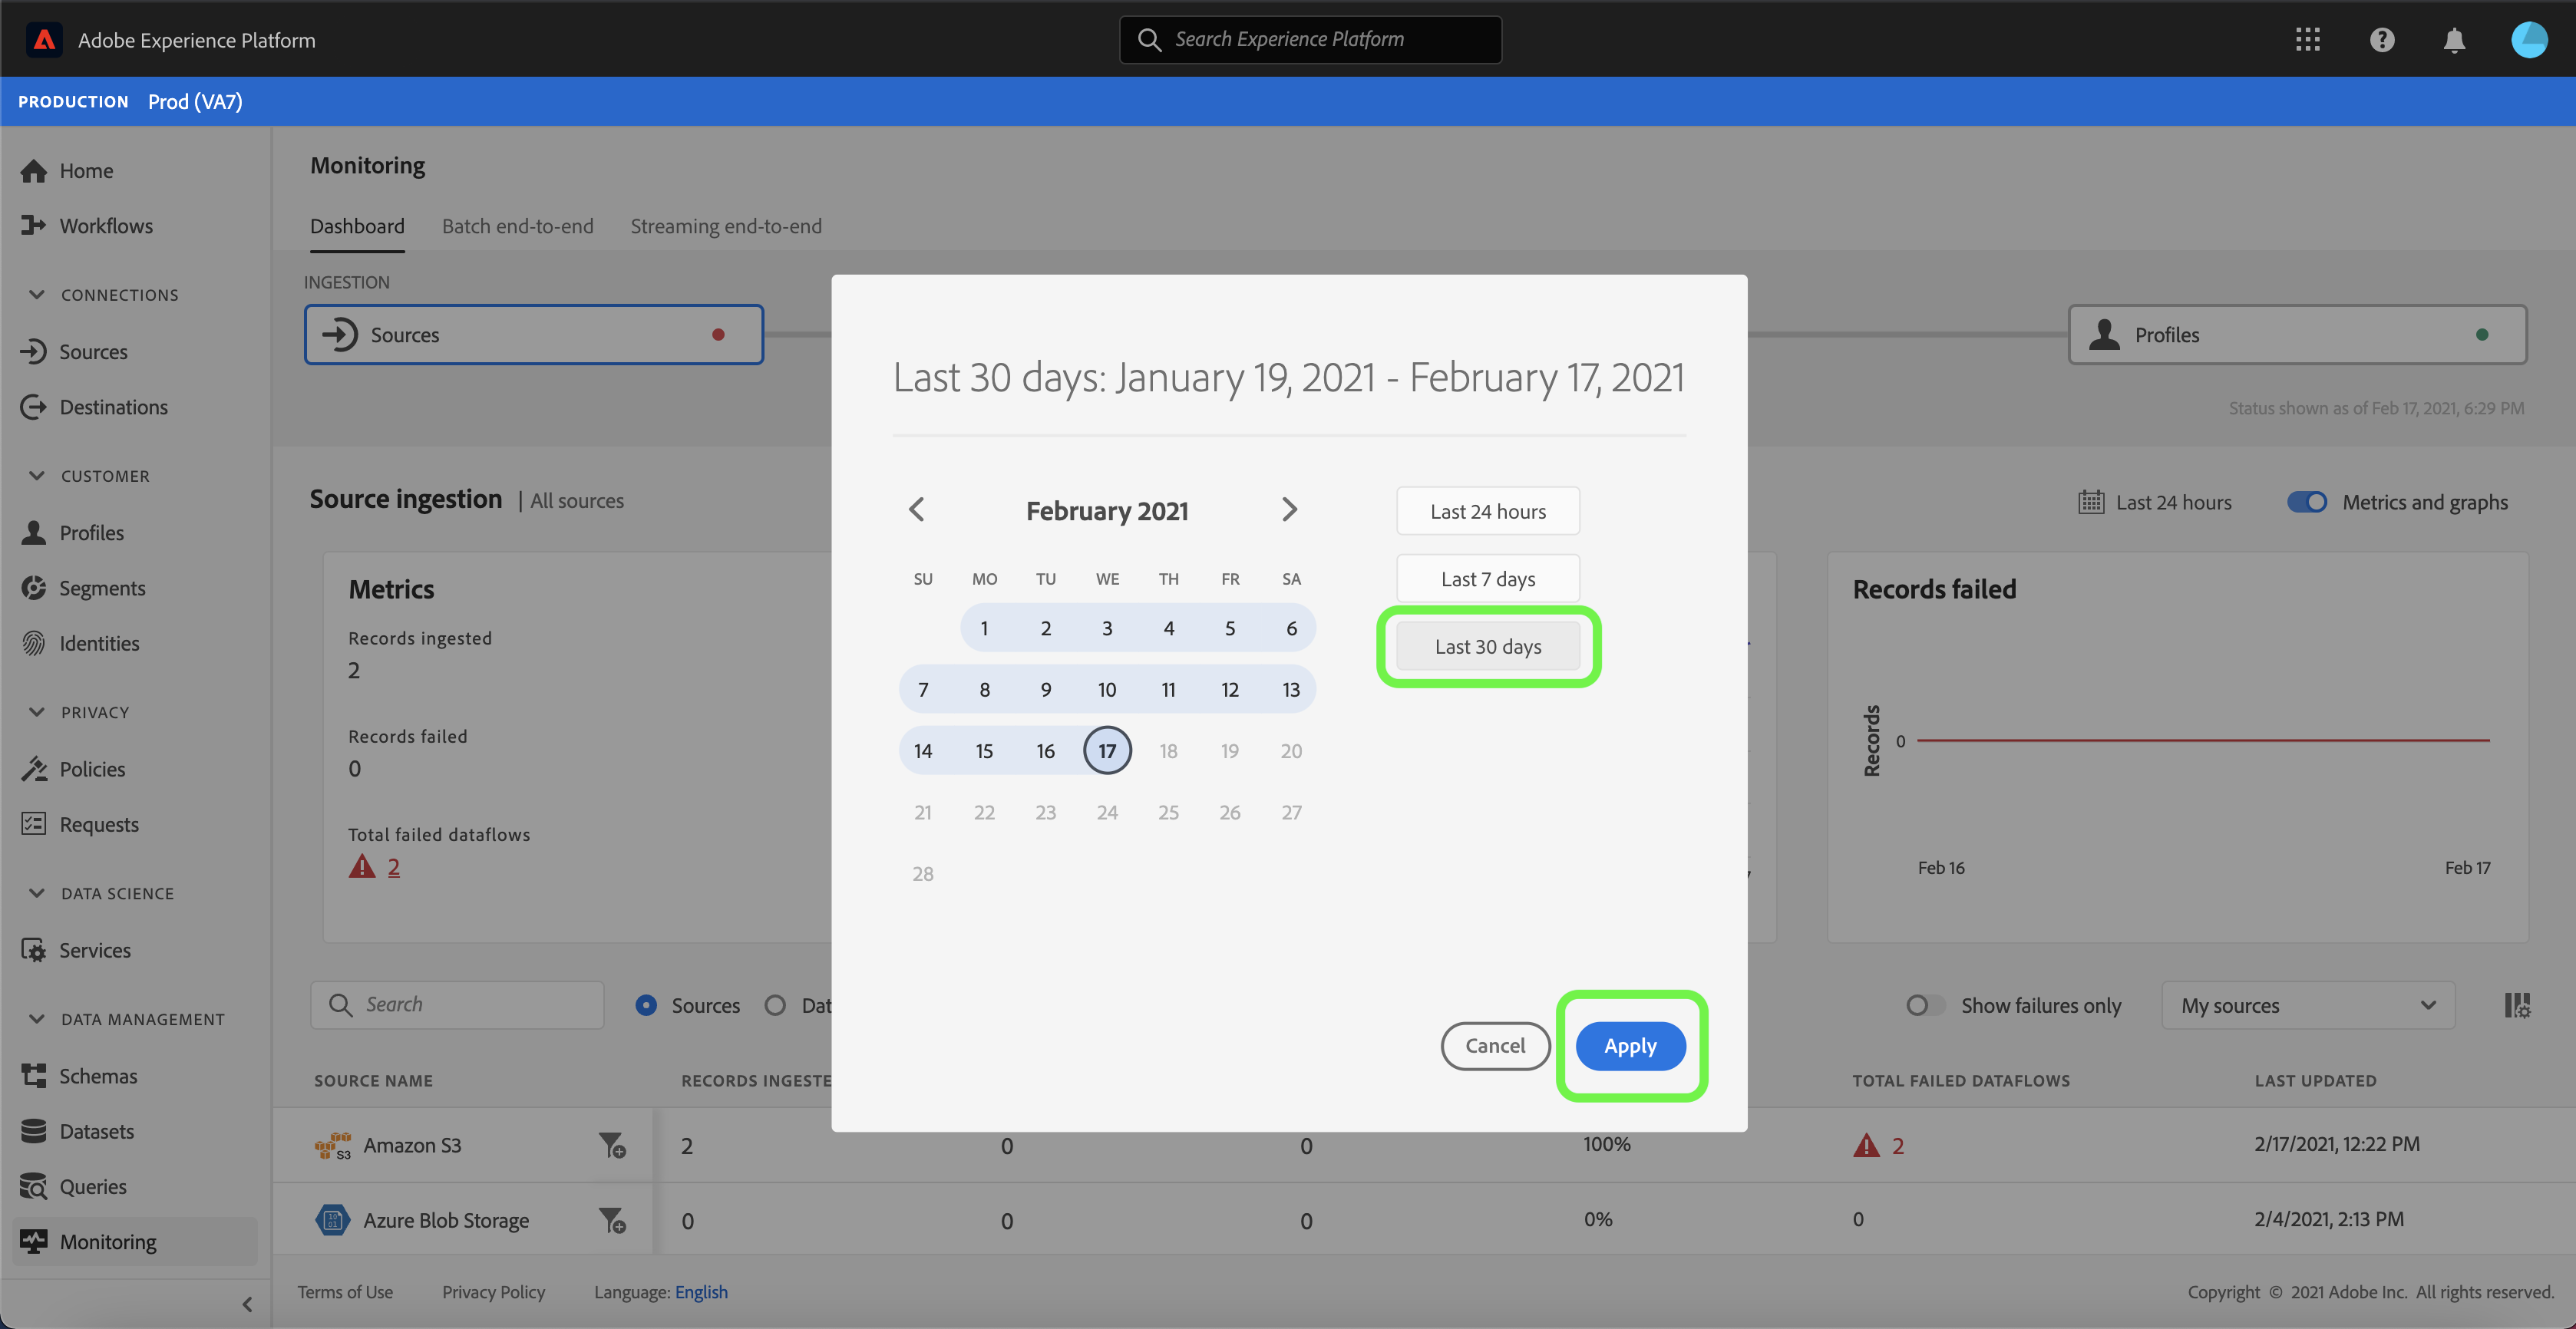 Adobe Experience Platform
Search Experience Platform
PRODUCTION Prod (VA7)
Home
Workflows
CONNECTIONS
Sources
Destinations
CUSTOMER
Profiles
Segments
Identities
PRIVACY
Policies
Requests
DATA SCIENCE
Services
DATA MANAGEMENT
Schemas
Datasets
Queries
Monitoring
Monitoring
Dashboard Batch end-to-end Streaming end-to-end
INGESTION
Sources
Profiles
Status shown as of Feb 17, 2021, 6:29 PM
Source ingestion | All sources
Last 24 hours Metrics and graphs
Metrics
Records ingested
2
Records failed
0
Total failed dataflows
2
Records failed
Records
0
Feb 16 Feb 17
Last 30 days: January 19, 2021 - February 17, 2021
February 2021
SU MO TU WE TH FR SA
1 2 3 4 5 6
7 8 9 10 11 12 13
14 15 16 17 18 19 20
21 22 23 24 25 26 27
28
Last 24 hours
Last 7 days
Last 30 days
Cancel Apply
Search Sources Dat
Show failures only My sources
SOURCE NAME RECORDS INGESTE TOTAL FAILED DATAFLOWS LAST UPDATED
S3 Amazon S3 2 0 0 100% 2 2/17/2021, 12:22 PM
Azure Blob Storage 0 0 0 0% 0 2/4/2021, 2:13 PM
Terms of Use Privacy Policy Language: English Copyright © 2021 Adobe Inc. All rights reserved.